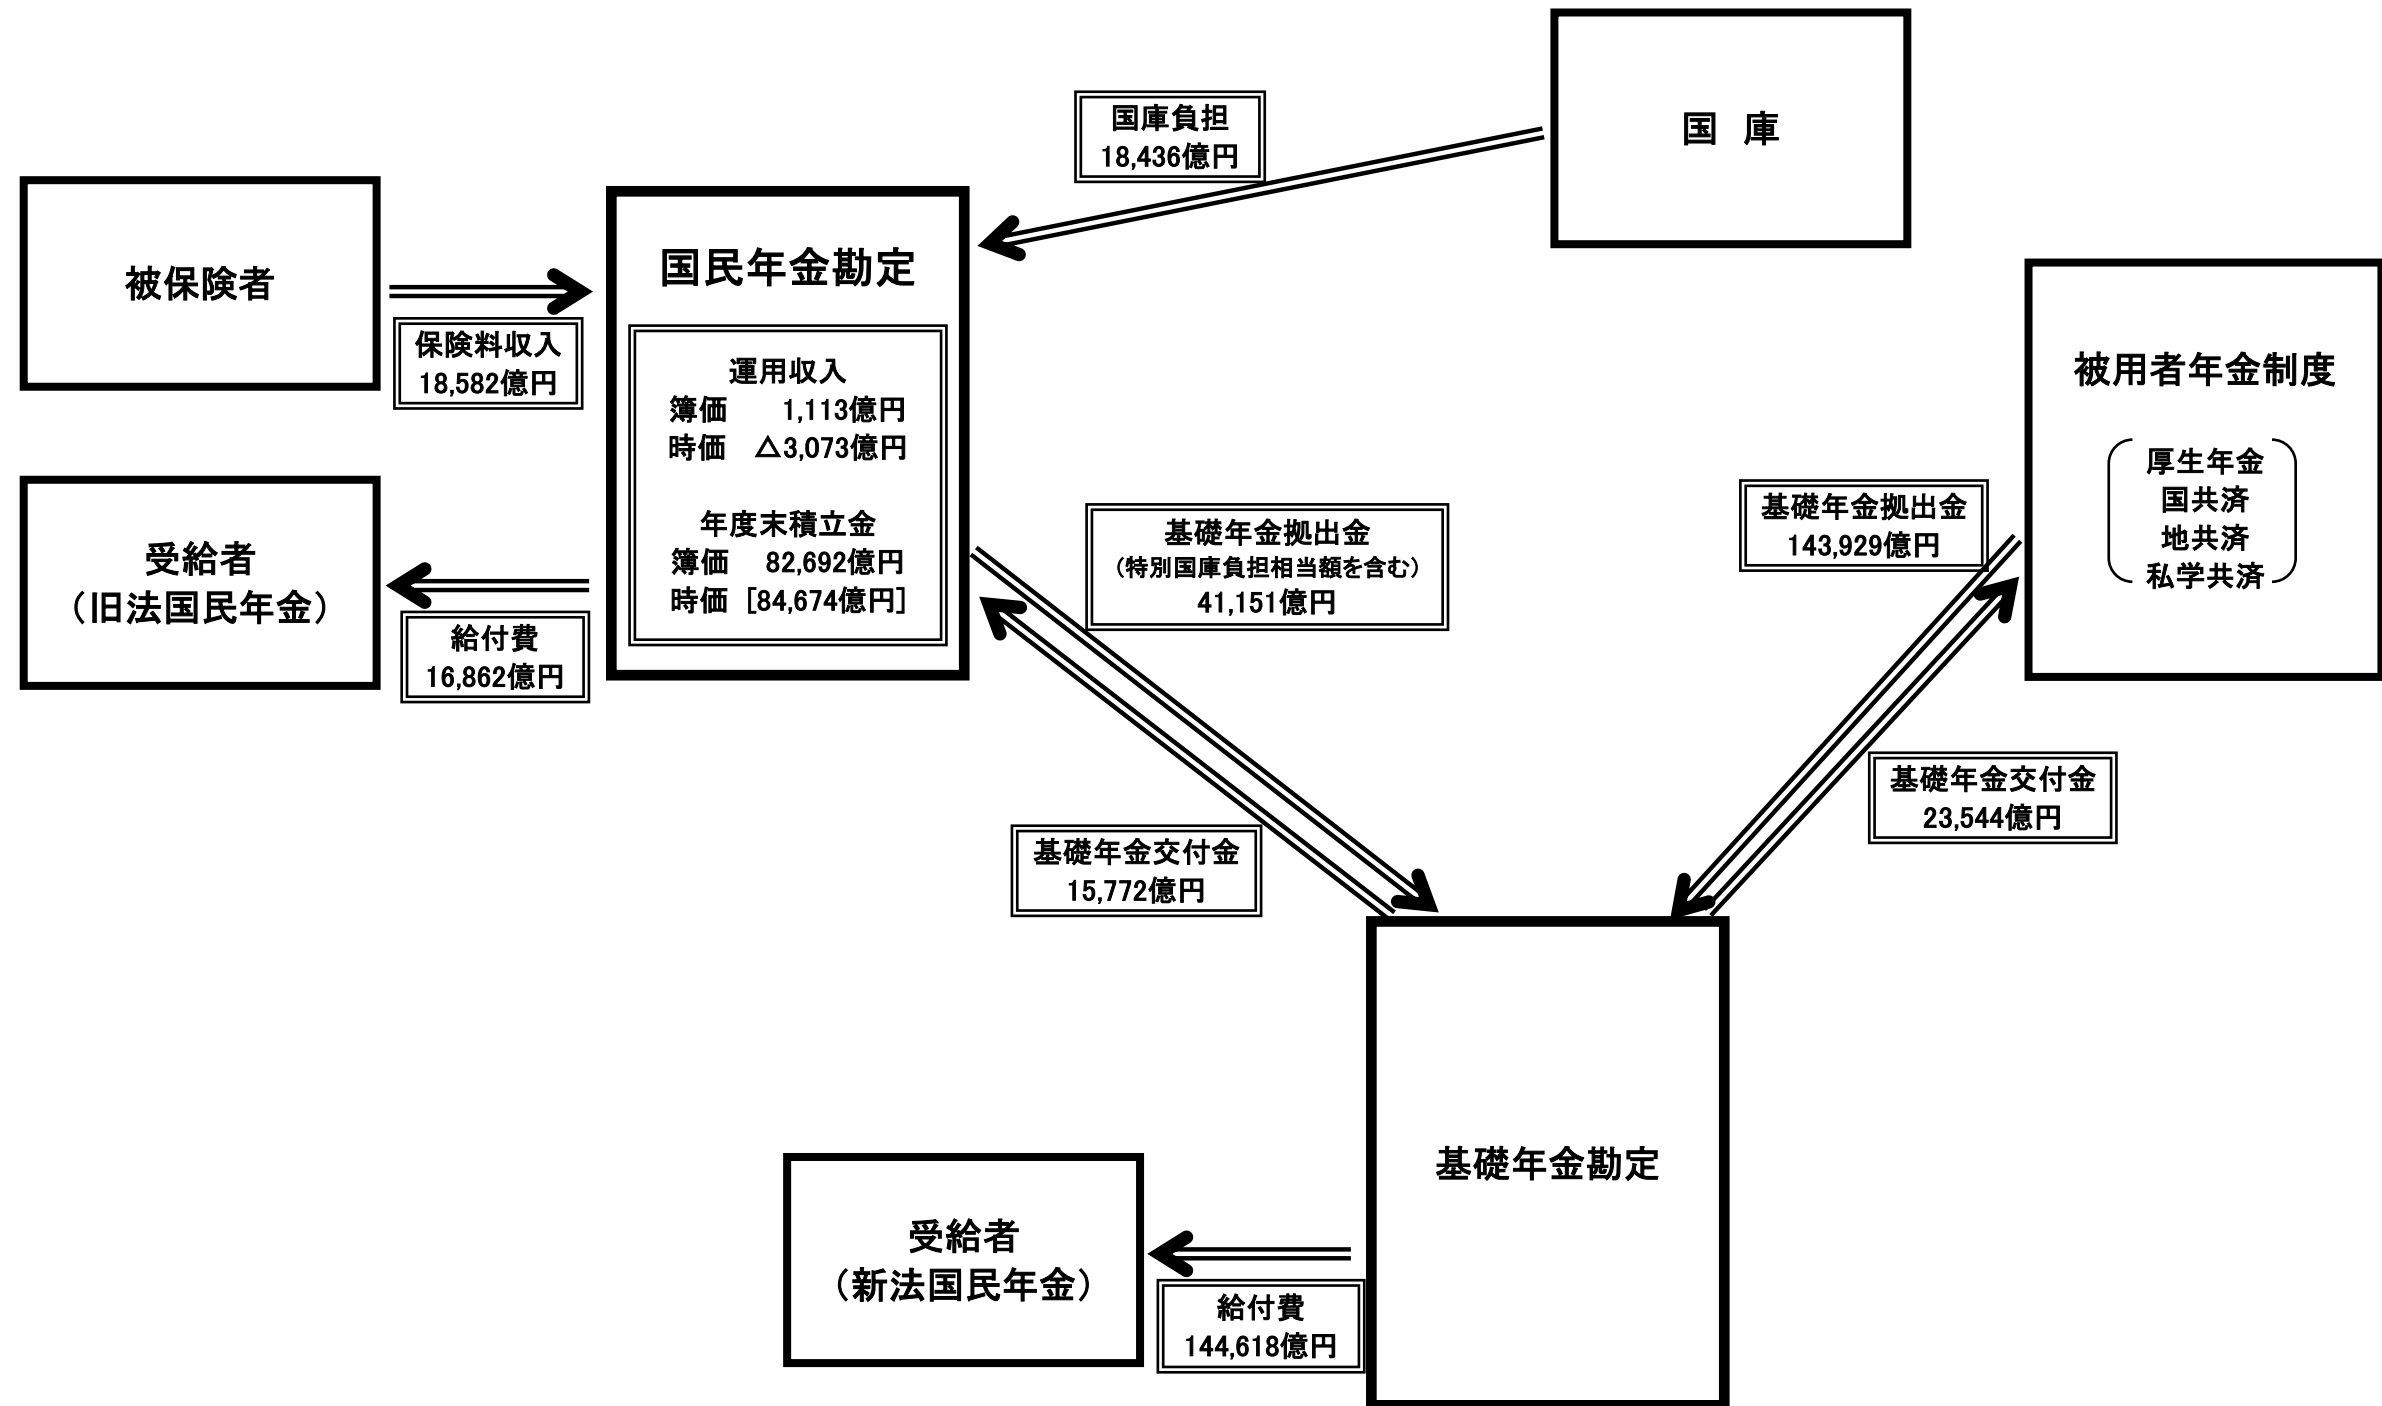 国庫
国庫負担
18,436億円
被保険者
保険料収入
18,582億円
国民年金勘定
運用収入
簿価 1,113億円
時価 △3,073億円
年度末積立金
簿価 82,692億円
時価 [84,674億円]
受給者
(旧法国民年金)
給付費
16,862億円
基礎年金拠出金
(特別国庫負担相当額を含む)
41,151億円
基礎年金交付金
15,772億円
被用者年金制度
厚生年金
国共済
地共済
私学共済
基礎年金拠出金
143,929億円
基礎年金交付金
23,544億円
基礎年金勘定
受給者
(新法国民年金)
給付費
144,618億円